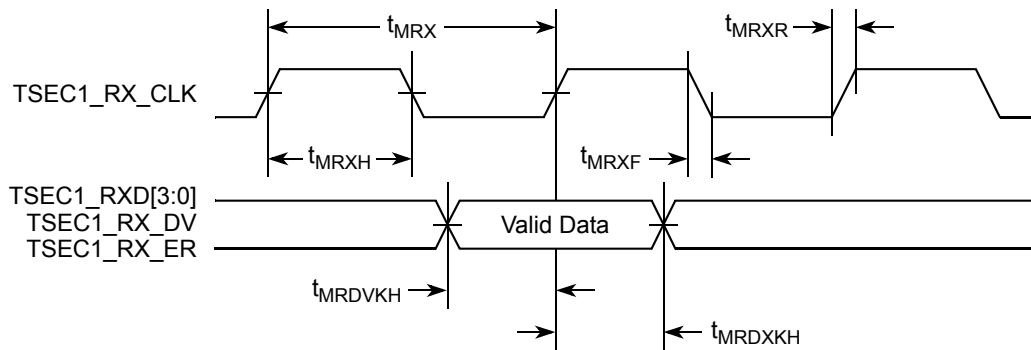 tMRX
tMRXR
TSEC1_RX_CLK
tMRXH
tMRXF
TSEC1_RXD[3:0]
TSEC1_RX_DV
TSEC1_RX_ER
Valid Data
tMRDVKH
tMRDXKH